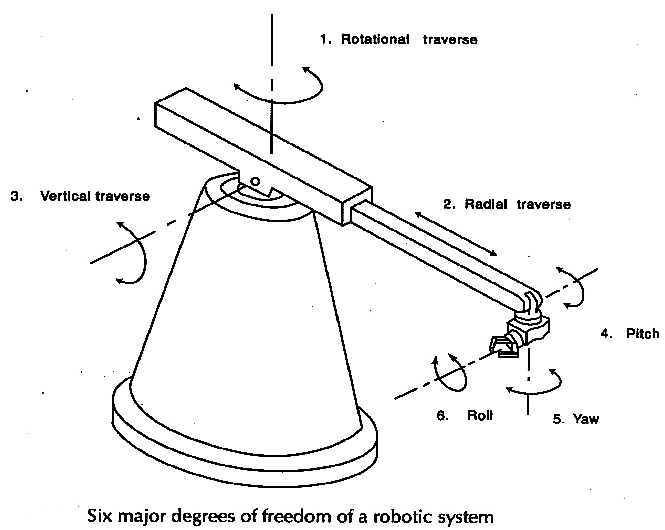 1. Rotational traverse
3. Vertical traverse
2. Radial traverse
4. Pitch
6. Roll
5. Yaw
Six major degrees of freedom of a robotic system